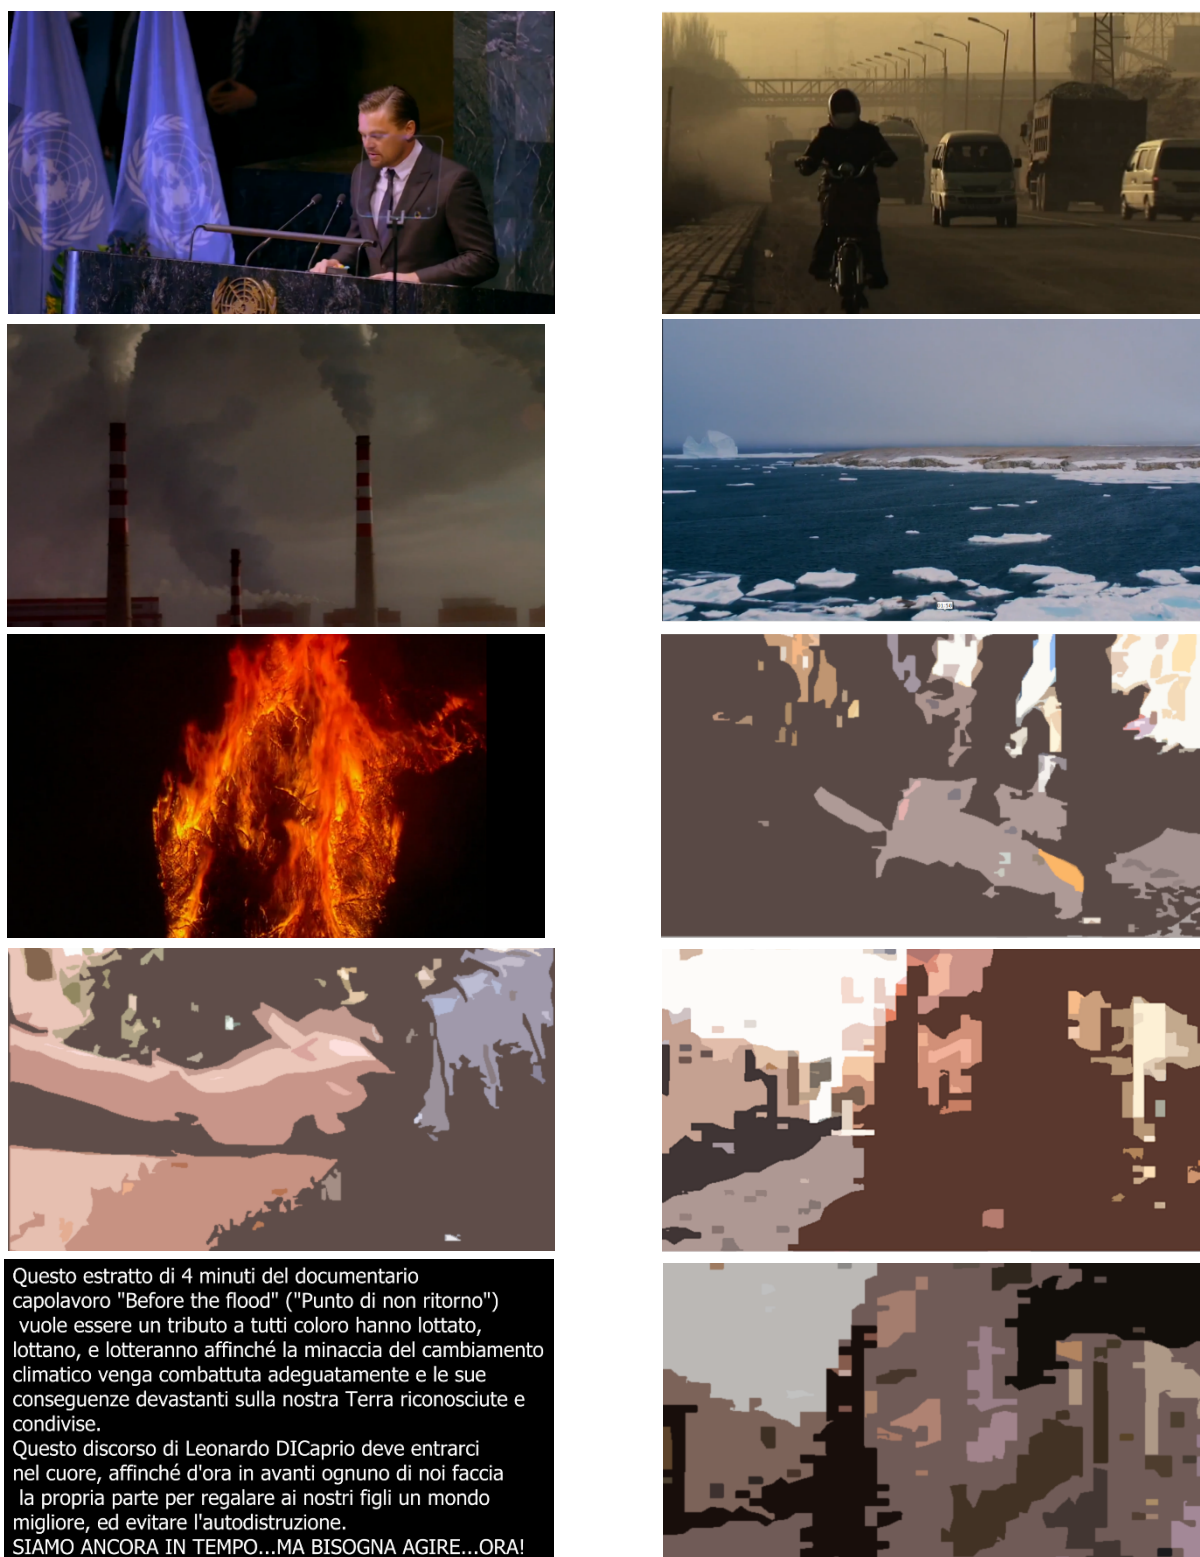 Questo estratto di 4 minuti del documentario
capolavoro "Before the flood" ("Punto di non ritorno")
vuole essere un tributo a tutti coloro hanno lottato,
lottano, e lotteranno affinché la minaccia del cambiamento
climatico venga combattuta adeguatamente e le sue
conseguenze devastanti sulla nostra Terra riconosciute e
condivise.
Questo discorso di Leonardo DICaprio deve entrarci
nel cuore, affinché d'ora in avanti ognuno di noi faccia
la propria parte per regalare ai nostri figli un mondo
migliore, ed evitare l'autodistruzione.
SIAMO ANCORA IN TEMPO...MA BISOGNA AGIRE...ORA!